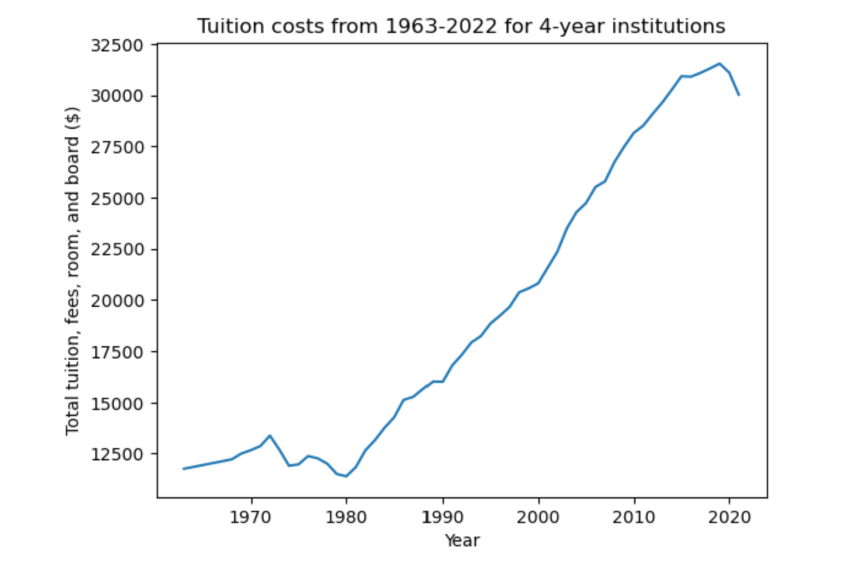 Tuition costs from 1963-2022 for 4-year institutions
Total tuition, fees, room, and board ($)
32500
30000
27500
25000
22500
20000
17500
15000
12500
1970 1980 1990 2000 2010 2020
Year